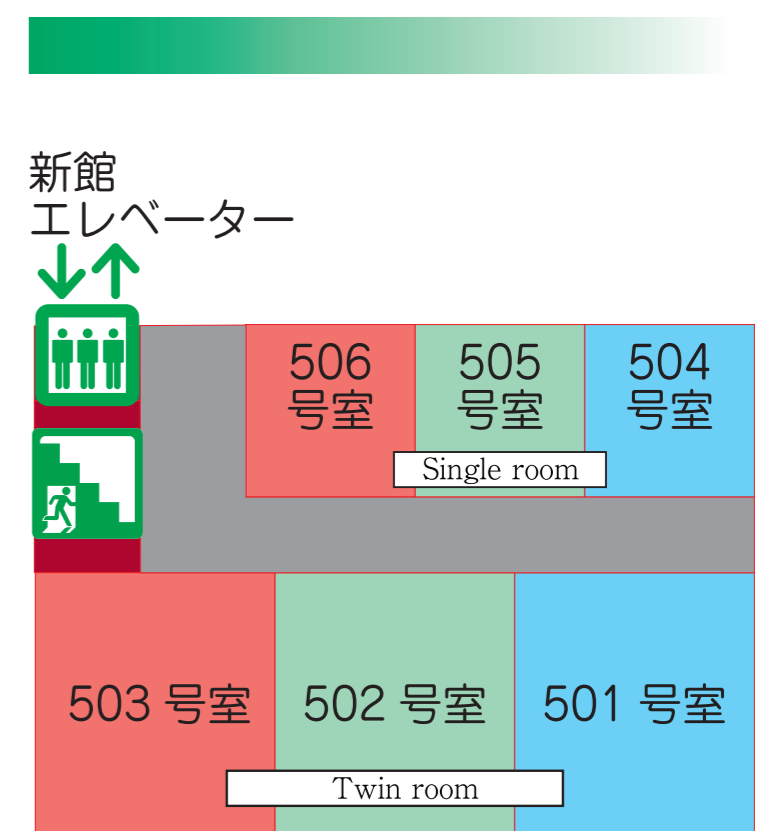 新館
エレベーター
506
号室
505
号室
504
号室
Single room
503 号室
502 号室
501 号室
Twin room